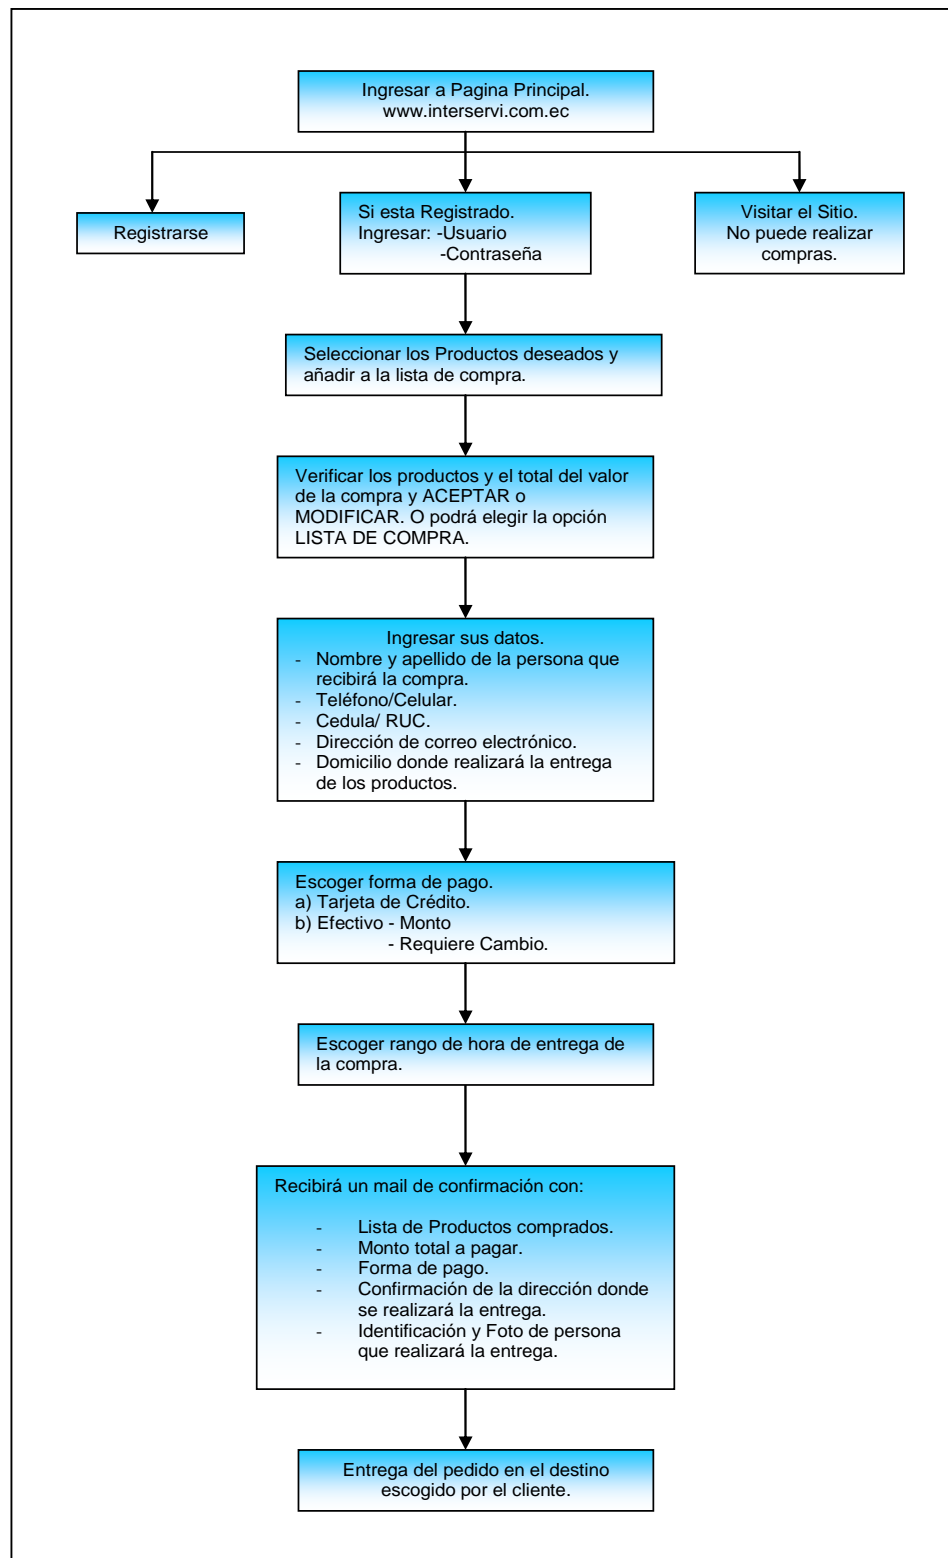 Ingresar a Pagina Principal.
www.interservi.com.ec
Registrarse
Si esta Registrado.
Ingresar: -Usuario
-Contraseña
Visitar el Sitio.
No puede realizar
compras.
Seleccionar los Productos deseados y
añadir a la lista de compra.
Verificar los productos y el total del valor
de la compra y ACEPTAR o
MODIFICAR. O podrá elegir la opción
LISTA DE COMPRA.
Ingresar sus datos.
- Nombre y apellido de la persona que
recibirá la compra.
- Teléfono/Celular.
- Cedula/ RUC.
- Dirección de correo electrónico.
- Domicilio donde realizará la entrega
de los productos.
Escoger forma de pago.
a) Tarjeta de Crédito.
b) Efectivo - Monto
- Requiere Cambio.
Escoger rango de hora de entrega de
la compra.
Recibirá un mail de confirmación con:
- Lista de Productos comprados.
- Monto total a pagar.
- Forma de pago.
- Confirmación de la dirección donde
se realizará la entrega.
- Identificación y Foto de persona
que realizará la entrega.
Entrega del pedido en el destino
escogido por el cliente.